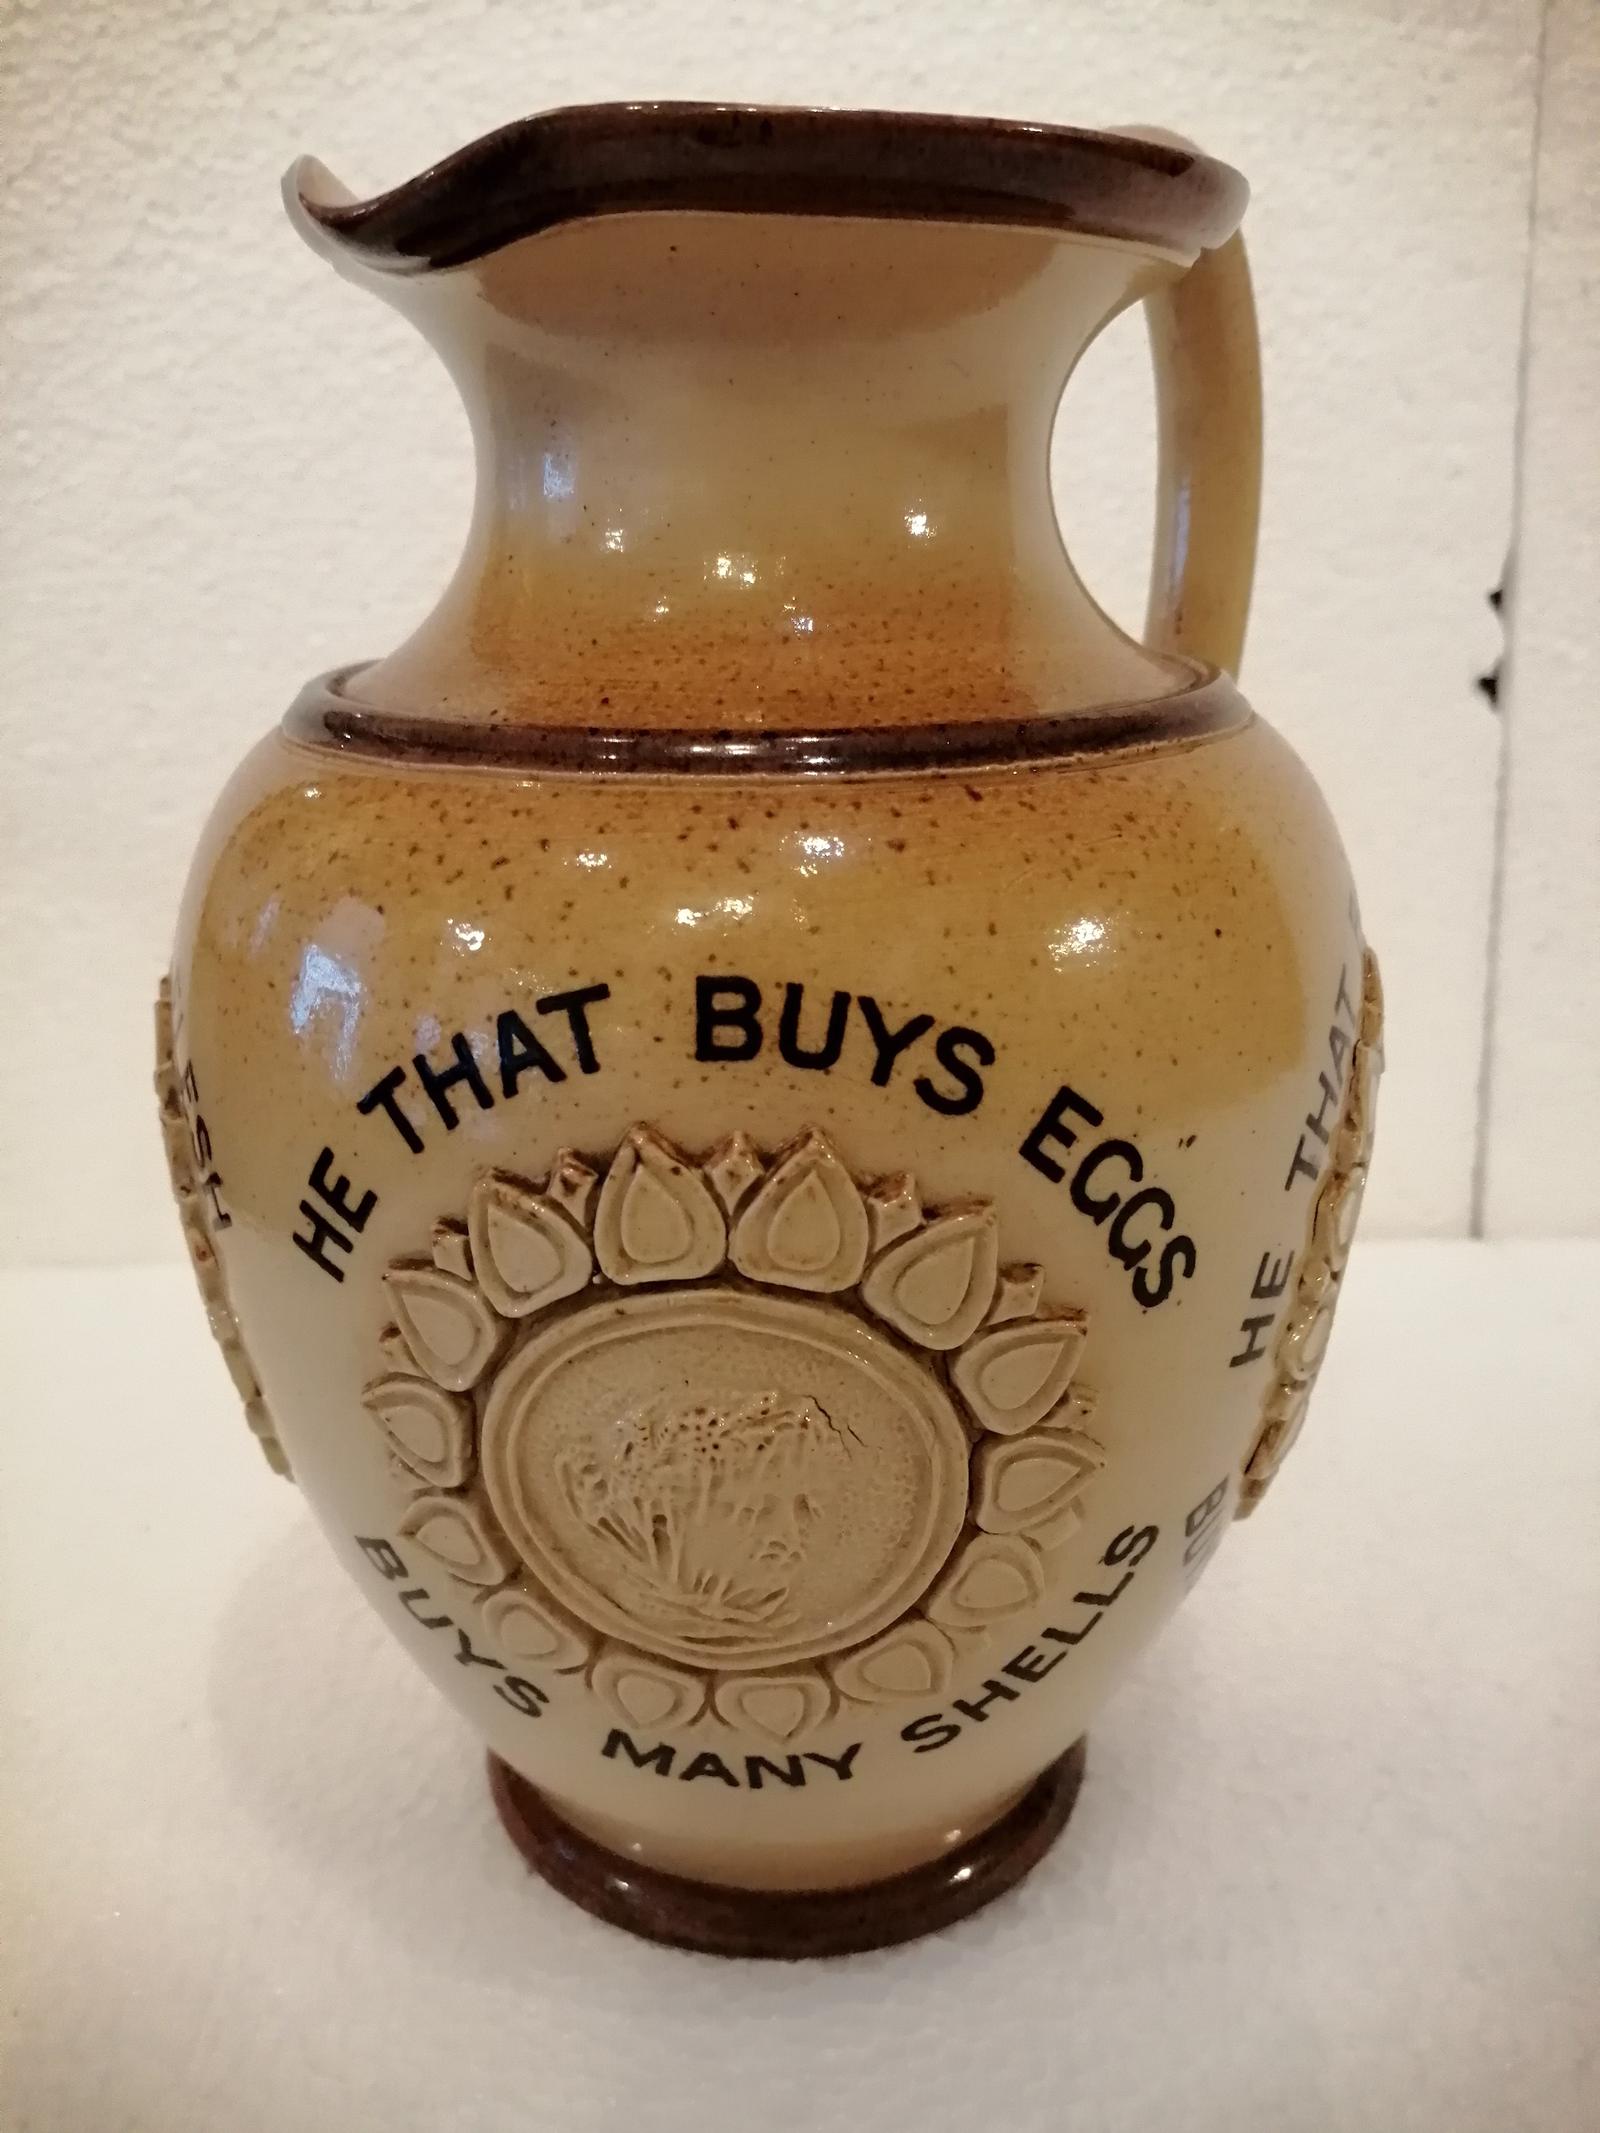 HE THAT BUYS EGGS
BUYS MANY SHELLS
HE THAT